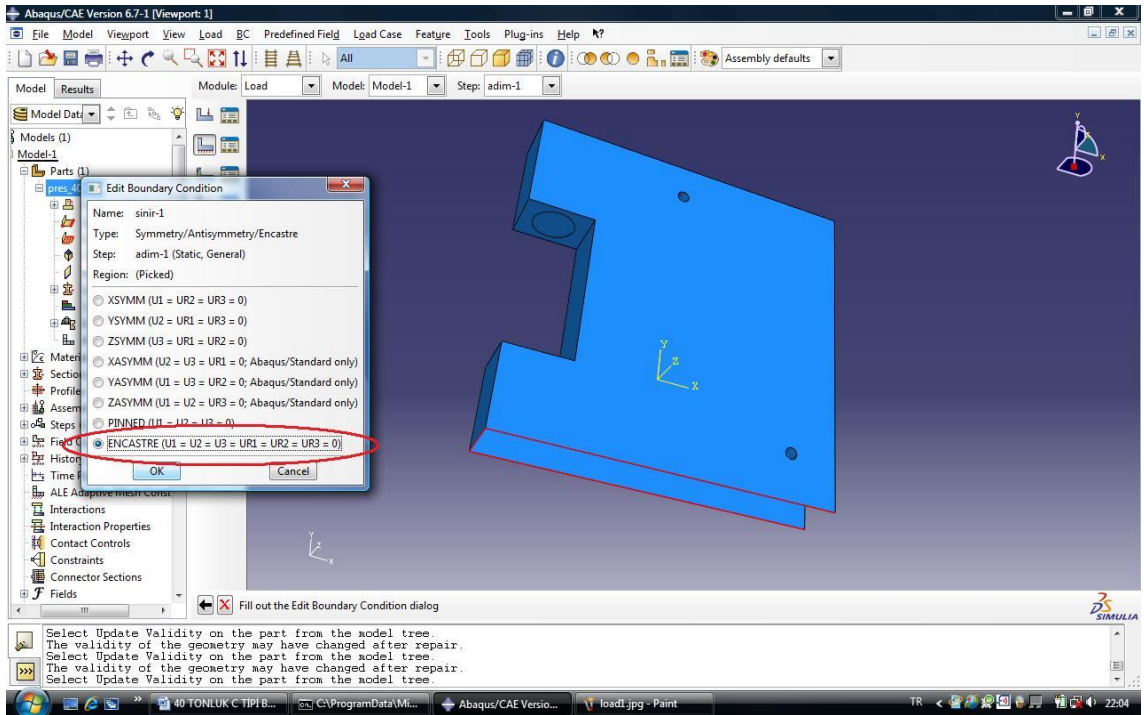 Abaqus/CAE Version 6.7-1 [Viewport: 1]
File Model Viewport View Load BC Predefined Field Load Case Feature Tools Plug-ins Help
All
Assembly defaults
Model Results
Module: Load Model: Model-1 Step: adim-1
Model Data
Models (1)
Model-1
Parts (1)
pres_40
Edit Boundary Condition
Name: sinir-1
Type: Symmetry/Antisymmetry/Encastre
Step: adim-1 (Static, General)
Region: (Picked)
XSYMM (U1 = UR2 = UR3 = 0)
YSYMM (U2 = UR1 = UR3 = 0)
ZSYMM (U3 = UR1 = UR2 = 0)
XASYMM (U2 = U3 = UR1 = 0; Abaqus/Standard only)
YASYMM (U1 = U3 = UR2 = 0; Abaqus/Standard only)
ZASYMM (U1 = U2 = UR3 = 0; Abaqus/Standard only)
PINNED (U1 = U2 = U3 = 0)
ENCASTRE (U1 = U2 = U3 = UR1 = UR2 = UR3 = 0)
OK Cancel
Materi
Sectio
Profile
Assem
Steps
Field O
Histor
Time P
ALE Adaptive Mesh Const
Interactions
Interaction Properties
Contact Controls
Constraints
Connector Sections
Fields
Y
X
Y
Z
X
Y
Z
X
Fill out the Edit Boundary Condition dialog
SIMULIA
Select Update Validity on the part from the model tree.
The validity of the geometry may have changed after repair.
Select Update Validity on the part from the model tree.
The validity of the geometry may have changed after repair.
Select Update Validity on the part from the model tree.
40 TONLUK C TİPİ B... C:\ProgramData\Mi... Abaqus/CAE Versio... load1.jpg - Paint TR 22:04